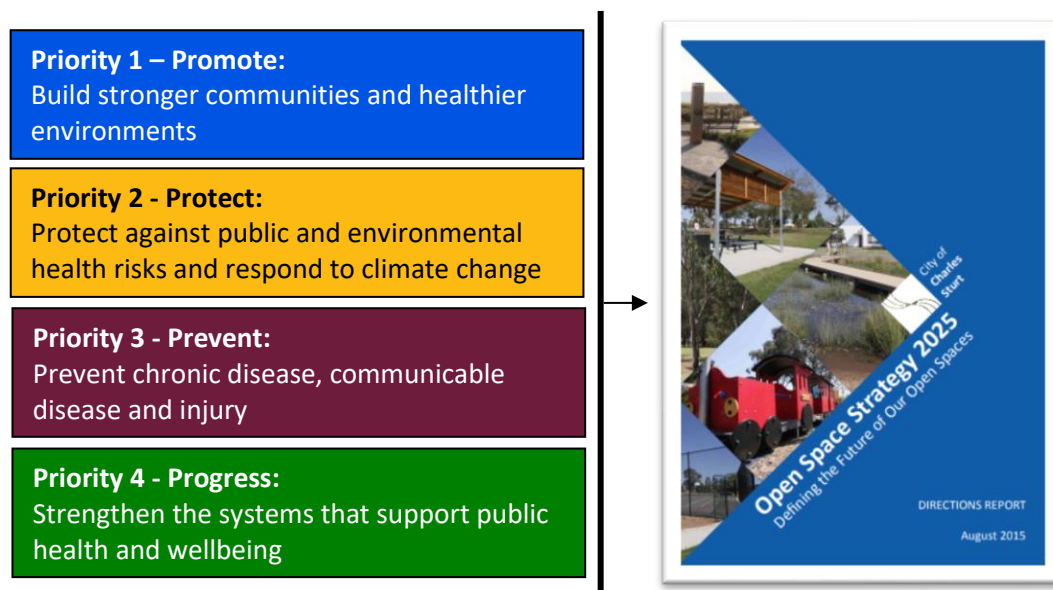 Priority 1 – Promote:
Build stronger communities and healthier
environments
Priority 2 - Protect:
Protect against public and environmental
health risks and respond to climate change
Priority 3 - Prevent:
Prevent chronic disease, communicable
disease and injury
Priority 4 - Progress:
Strengthen the systems that support public
health and wellbeing
City of
Charles
Sturt
Open Space Strategy 2025
Defining the Future of Our Open Spaces
DIRECTIONS REPORT
August 2015